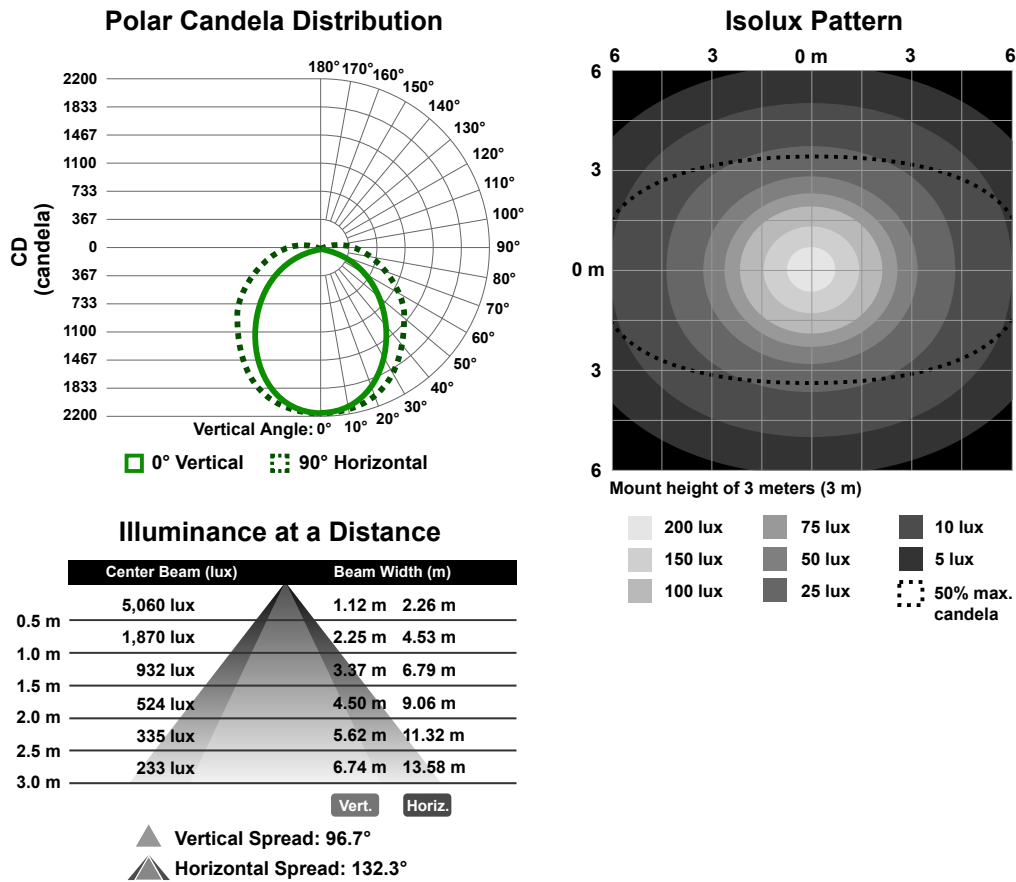 Polar Candela Distribution
180° 170° 160° 150° 140° 130° 120° 110° 100° 90° 80° 70° 60° 50° 40° 30° 20° 10° 0°
2200
1833
1467
1100
733
367
0
367
733
1100
1467
1833
2200
CD
(candela)
Vertical Angle:
0° Vertical 90° Horizontal
Isolux Pattern
6 3 0 m 3 6
6
3
0 m
3
6
Mount height of 3 meters (3 m)
200 lux 75 lux 10 lux
150 lux 50 lux 5 lux
100 lux 25 lux 50% max.
candela
Illuminance at a Distance
Center Beam (lux) Beam Width (m)
5,060 lux 1.12 m 2.26 m
0.5 m
1,870 lux 2.25 m 4.53 m
1.0 m
932 lux 3.37 m 6.79 m
1.5 m
524 lux 4.50 m 9.06 m
2.0 m
335 lux 5.62 m 11.32 m
2.5 m
233 lux 6.74 m 13.58 m
3.0 m
Vert. Horiz.
Vertical Spread: 96.7°
Horizontal Spread: 132.3°